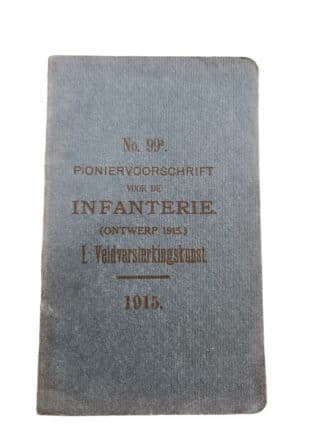 No. 99ª.
PIONIERVOORSCHRIFT
VOOR DE
INFANTERIE.
(ONTWERP 1915.)
I. Veldversterkingskunst
1915.